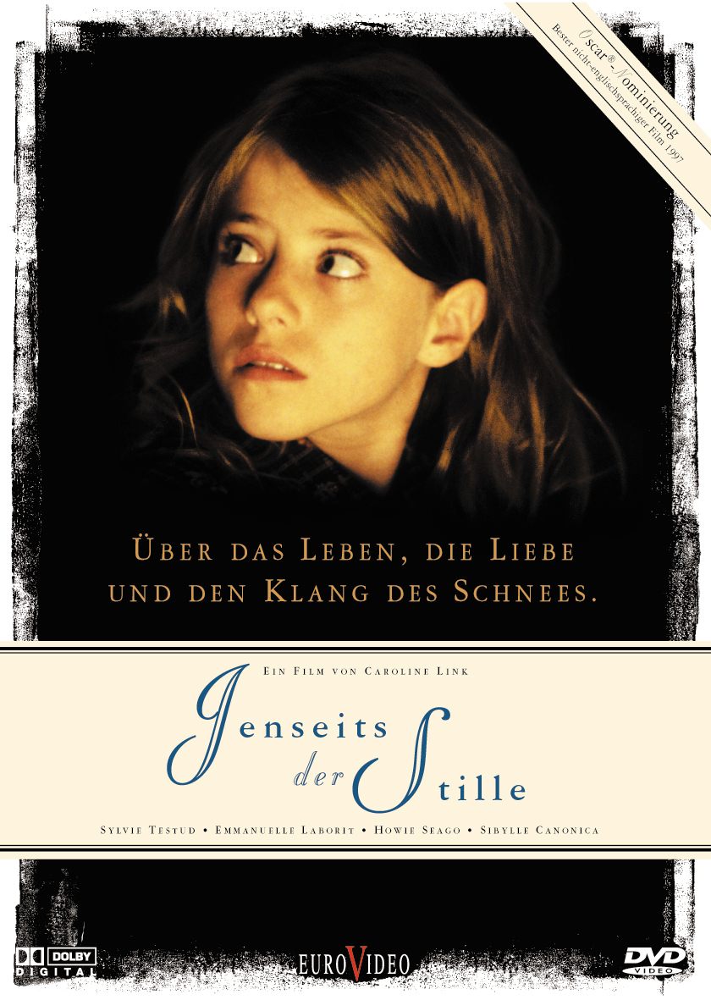 Oscar®-Nominierung
Bester nicht-englischsprachiger Film 1997
Über das Leben, die Liebe
und den Klang des Schnees.
Ein Film von Caroline Link
Jenseits
der Stille
Sylvie Testud • Emmanuelle Laborit • Howie Seago • Sibylle Canonica
DOLBY
DIGITAL
EUROVIDEO
DVD
VIDEO